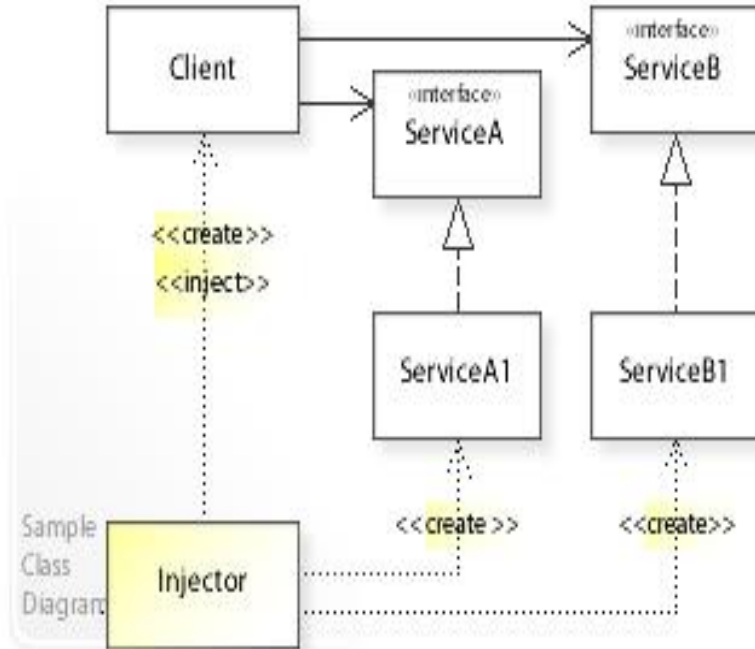 «interface»
ServiceB
Client
«interface»
ServiceA
<<create>>
<<inject>>
ServiceA1
ServiceB1
<<create >>
<<create>>
Sample
Class
Diagram
Injector